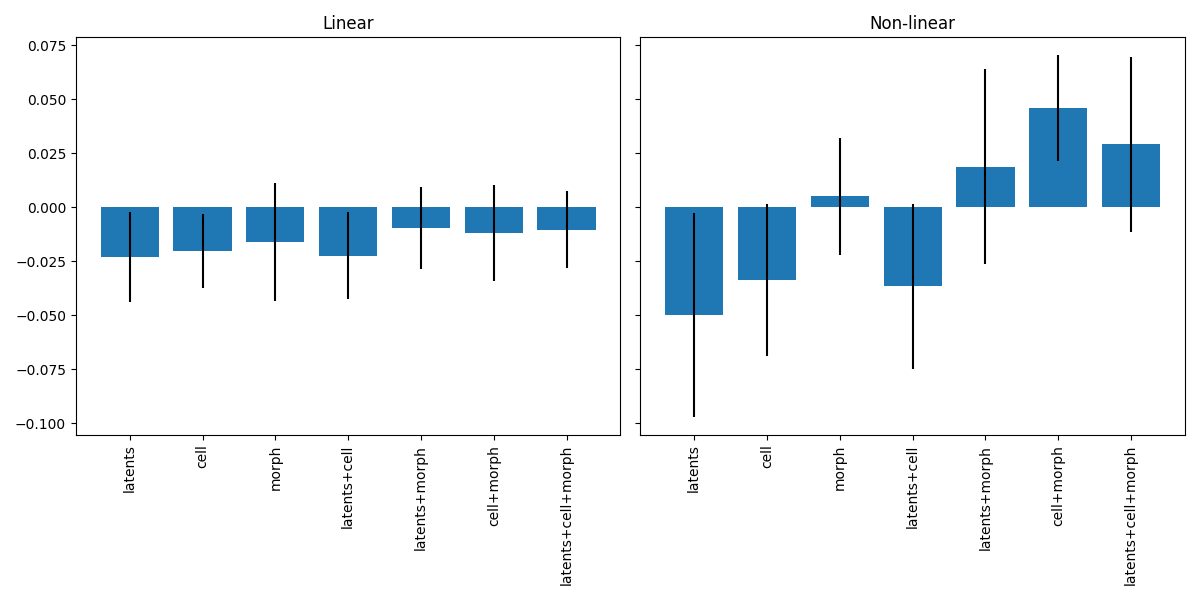 Linear
Non-linear
0.075
0.050
0.025
0.000
−0.025
−0.050
−0.075
−0.100
latents
cell
morph
latents+cell
latents+morph
cell+morph
latents+cell+morph
latents
cell
morph
latents+cell
latents+morph
cell+morph
latents+cell+morph